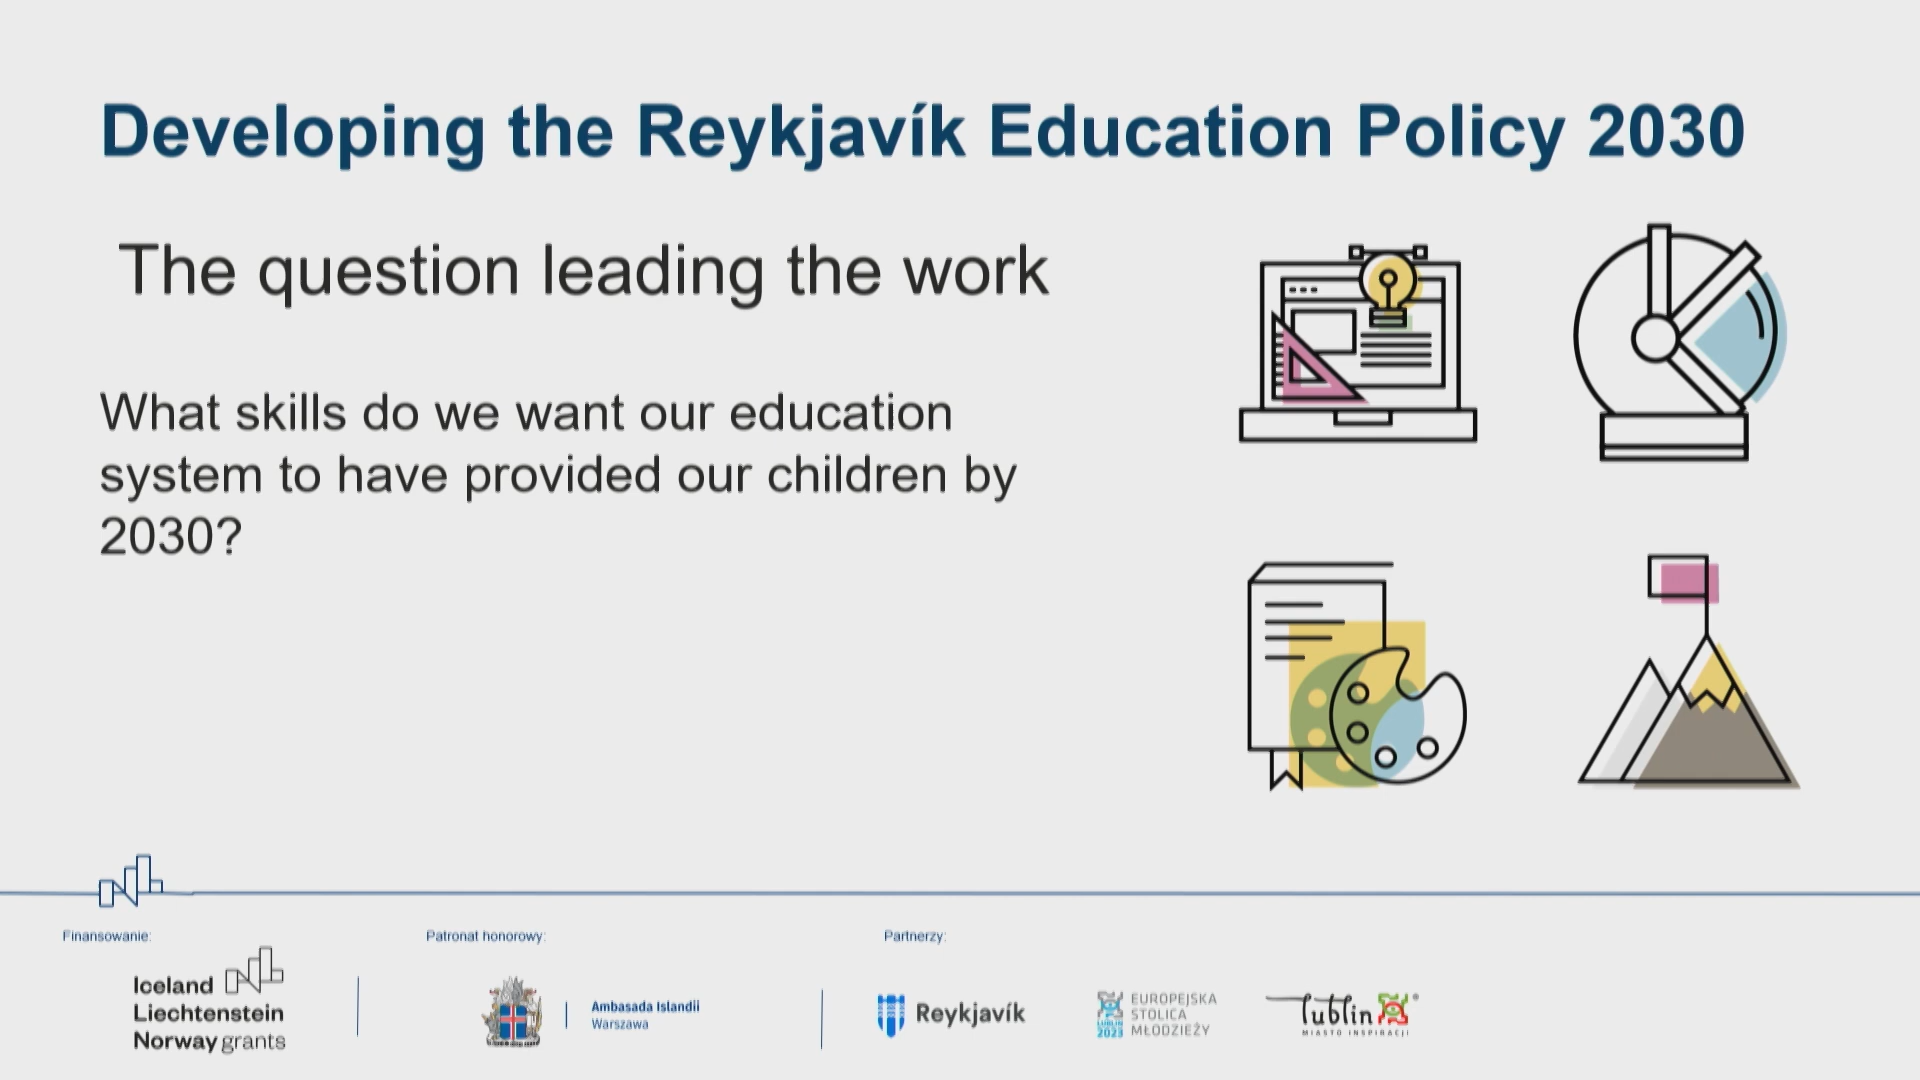 Developing the Reykjavík Education Policy 2030
The question leading the work
What skills do we want our education
system to have provided our children by
2030?
Finansowanie:
Iceland
Liechtenstein
Norway grants
Patronat honorowy:
Ambasada Islandii
Warszawa
Partnerzy:
Reykjavík
LUBLIN
2023
EUROPEJSKA
STOLICA
MŁODZIEŻY
lublin
MIASTO INSPIRACJI